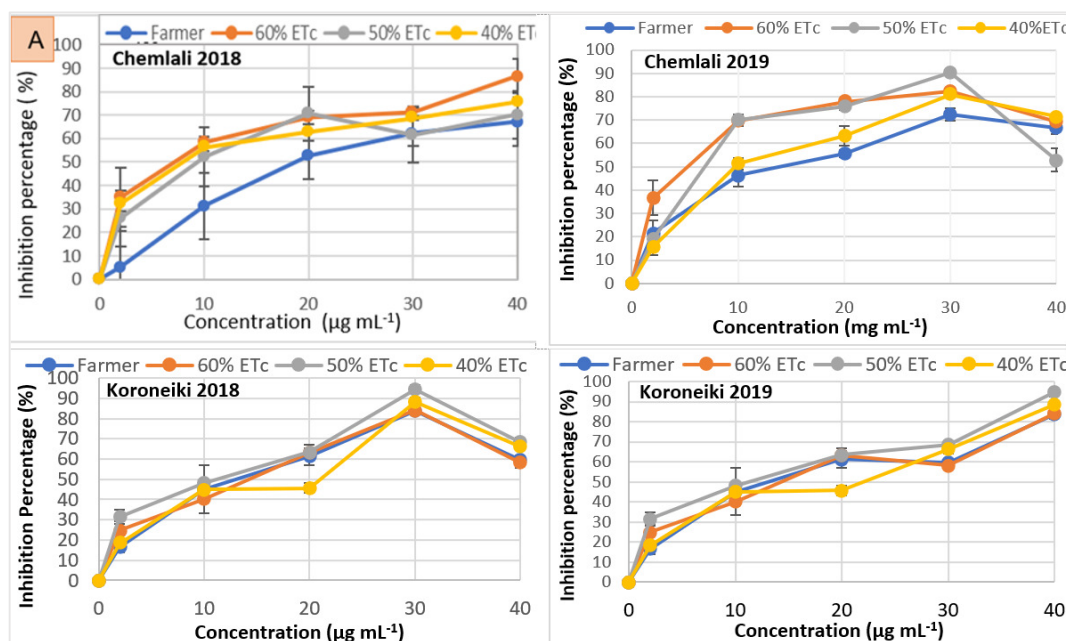 A
Farmer 60% ETc 50% ETc 40% ETc
Chemlali 2018
Inhibition percentage ( %)
100
90
80
70
60
50
40
30
20
10
0
0 10 20 30 40
Concentration (µg mL-1)
Farmer 60% ETc 50% ETc 40%ETc
Chemlali 2019
Inhibition percentage (%)
100
90
80
70
60
50
40
30
20
10
0
0 10 20 30 40
Concentration (mg mL-1)
Farmer 60% ETc 50% ETc 40% ETc
Koroneiki 2018
Inhibition Percentage (%)
100
90
80
70
60
50
40
30
20
10
0
0 10 20 30 40
Concentration (µg mL-1)
Farmer 60% ETc 50% ETc 40% ETc
Koroneiki 2019
Inhibition percentage (%)
100
90
80
70
60
50
40
30
20
10
0
0 10 20 30 40
Concentration (µg mL-1)